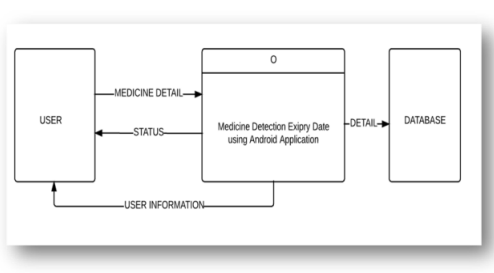 O
MEDICINE DETAIL
USER
STATUS
Medicine Detection Exipry Date
using Android Application
DETAIL
DATABASE
USER INFORMATION